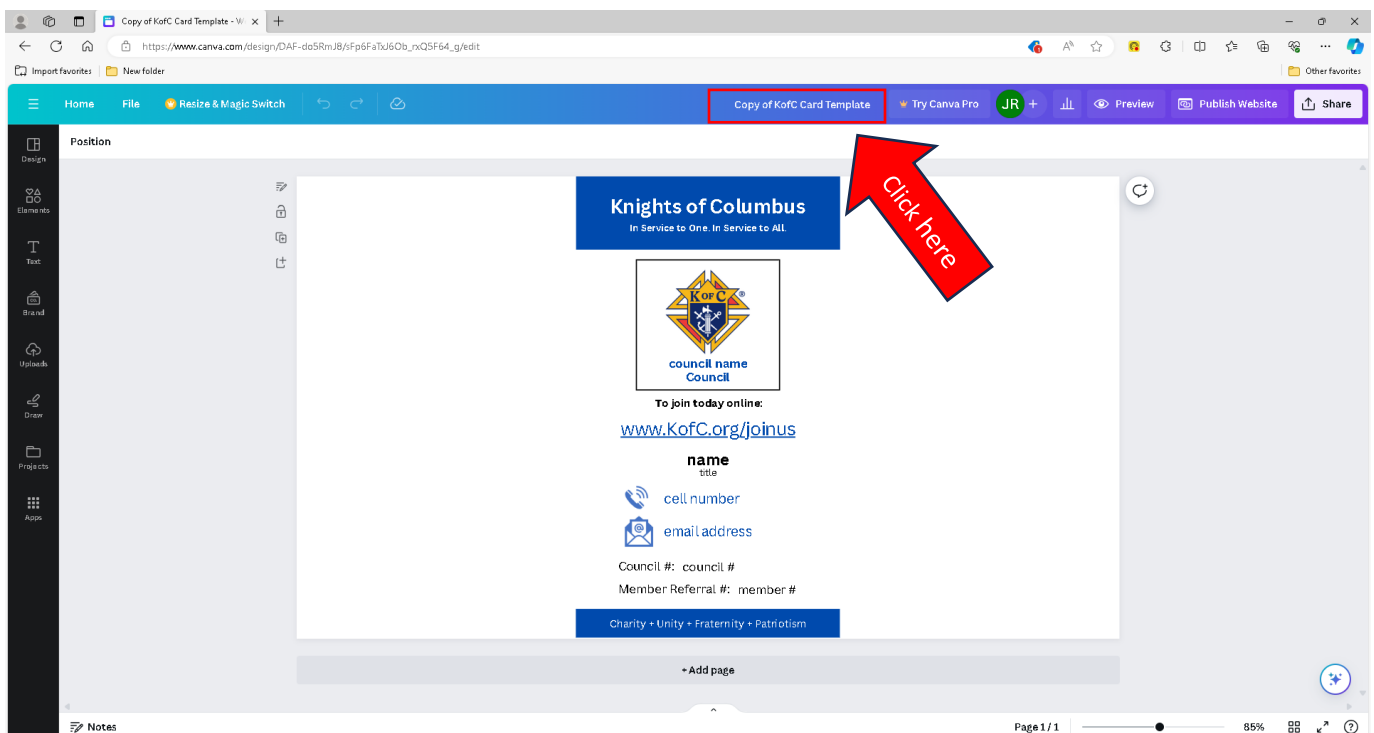 Copy of KofC Card Template - W
https://www.canva.com/design/DAF-do5RmJ8/sFp6FaTxJ6Ob_rxQ5F64_g/edit
Import favorites
New folder
Other favorites
Home
File
Resize & Magic Switch
Copy of KofC Card Template
Try Canva Pro
JR
+
Preview
Publish Website
Share
Position
Design
Elements
Text
Brand
Uploads
Draw
Projects
Apps
Click here
Knights of Columbus
In Service to One. In Service to All.
K OF C ®
council name
Council
To join today online:
www.KofC.org/joinus
name
title
cell number
email address
Council #: council #
Member Referral #: member #
Charity + Unity + Fraternity + Patriotism
+ Add page
Notes
Page 1 / 1
85%